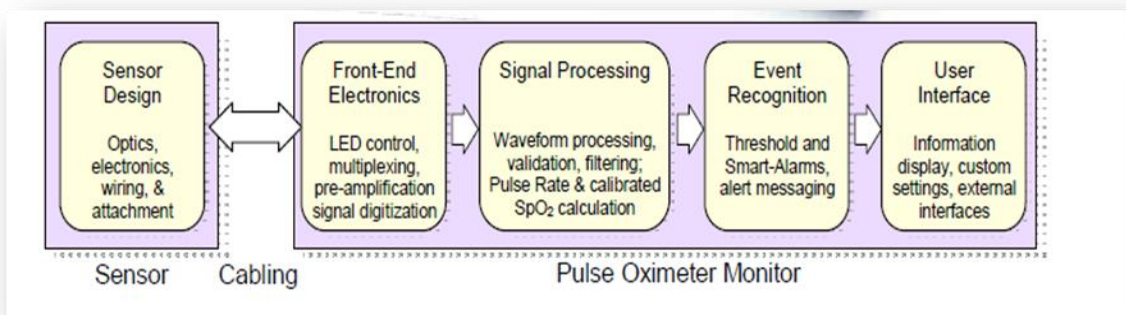 Sensor
Design
Optics,
electronics,
wiring, &
attachment
Front-End
Electronics
LED control,
multiplexing,
pre-amplification
signal digitization
Signal Processing
Waveform processing,
validation, filtering;
Pulse Rate & calibrated
SpO₂ calculation
Event
Recognition
Threshold and
Smart-Alarms,
alert messaging
User
Interface
Information
display, custom
settings, external
interfaces
Sensor
Cabling
Pulse Oximeter Monitor